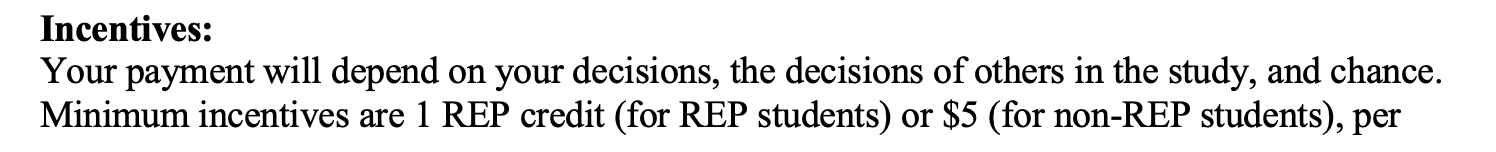 Incentives:
Your payment will depend on your decisions, the decisions of others in the study, and chance.
Minimum incentives are 1 REP credit (for REP students) or $5 (for non-REP students), per